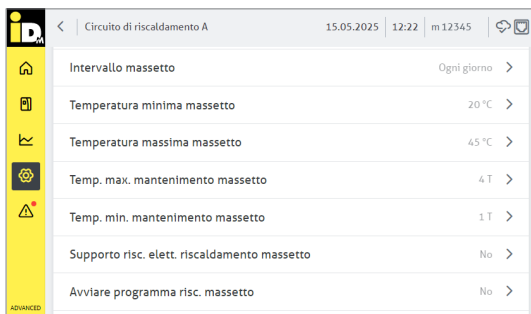 iDM
Circuito di riscaldamento A 15.05.2025 12:22 m 12345
Intervallo massetto Ogni giorno
Temperatura minima massetto 20 °C
Temperatura massima massetto 45 °C
Temp. max. mantenimento massetto 4 T
Temp. min. mantenimento massetto 1 T
Supporto risc. elett. riscaldamento massetto No
Avviare programma risc. massetto No
ADVANCED